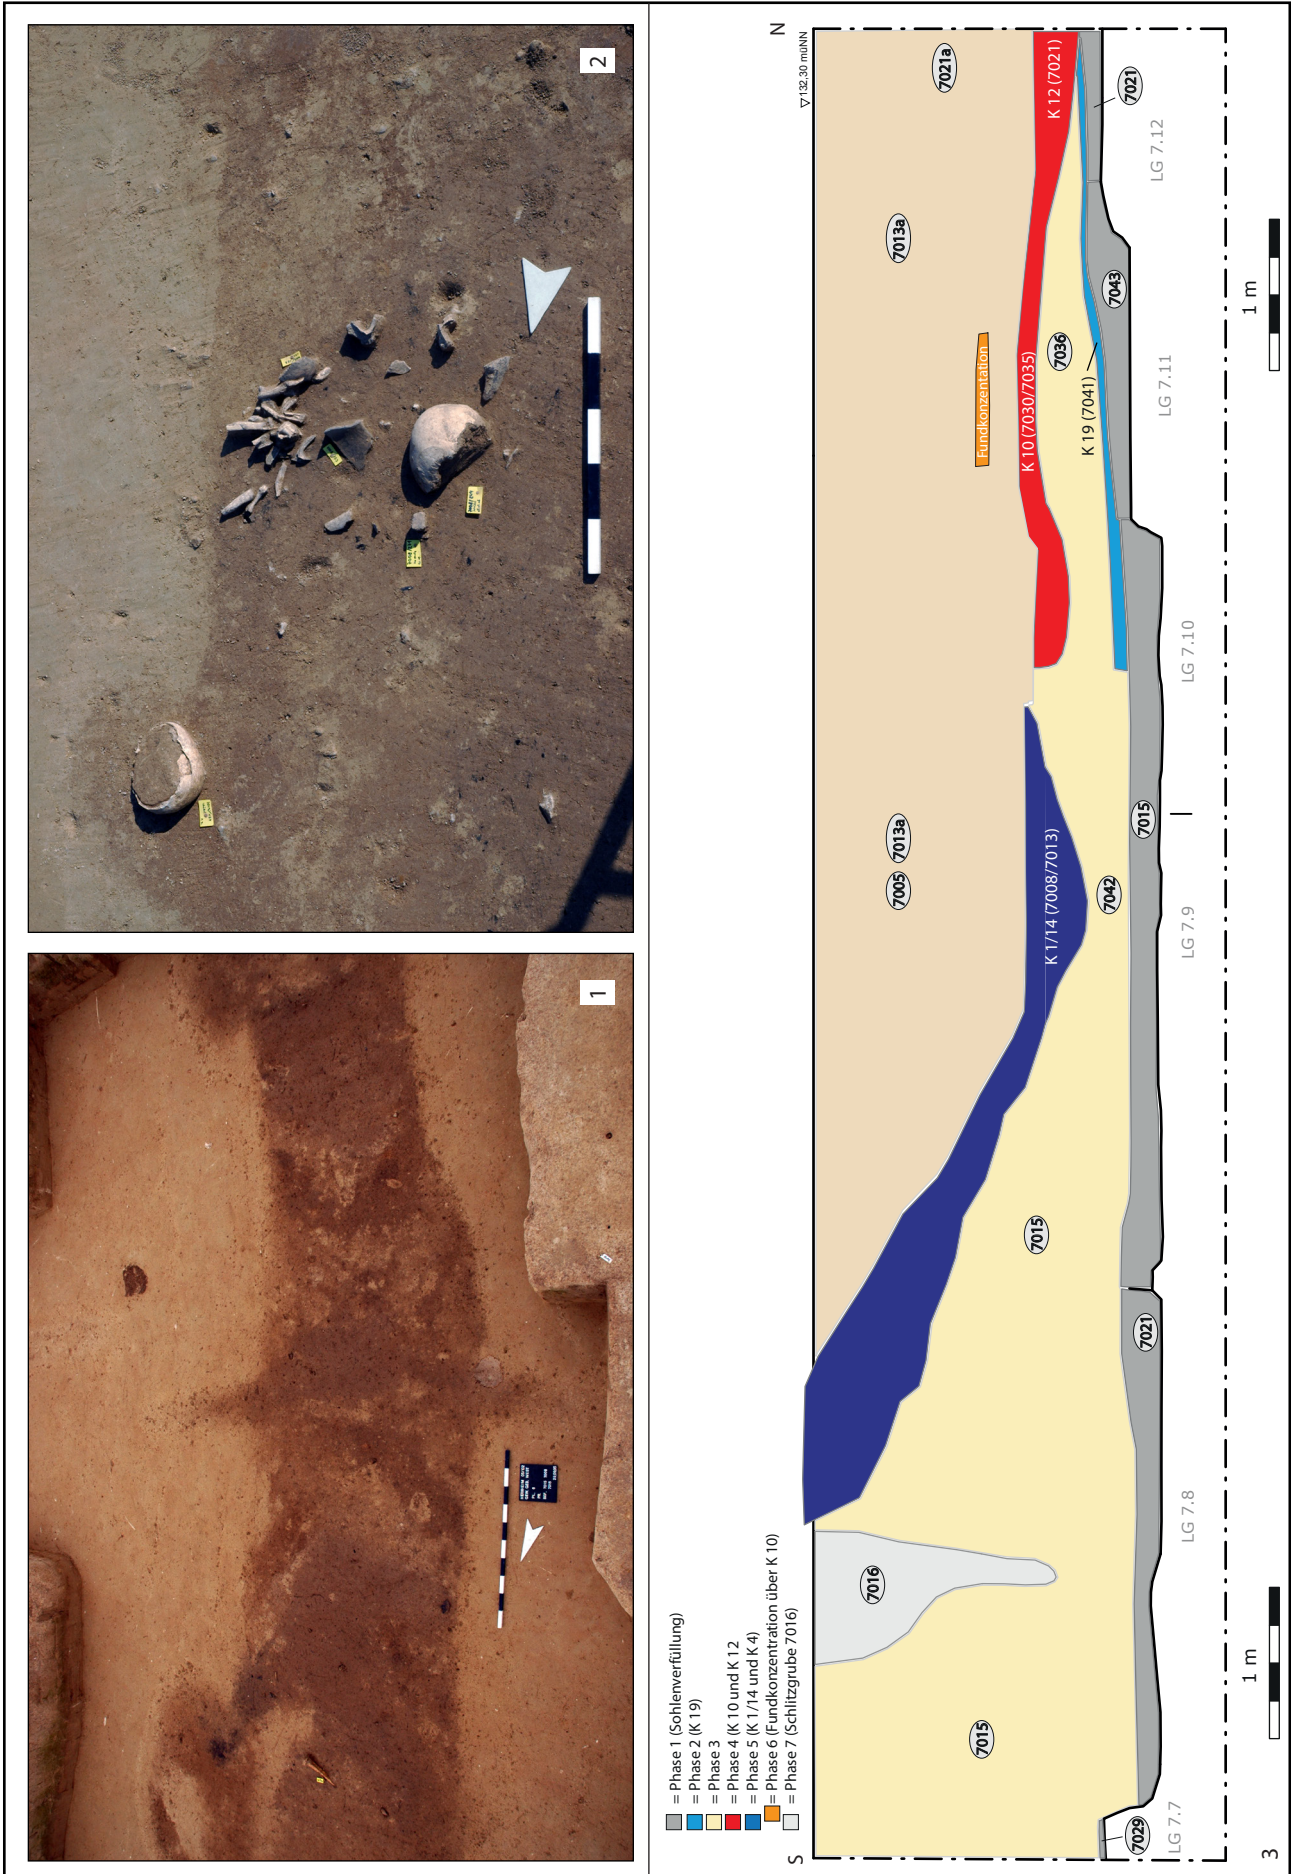 1
2
S
N
▽132,30 müNN
= Phase 1 (Sohlenverfüllung)
= Phase 2 (K 19)
= Phase 3
= Phase 4 (K 10 und K 12
= Phase 5 (K 1/14 und K 4)
= Phase 6 (Fundkonzentration über K 10)
= Phase 7 (Schlitzgrube 7016)
7005
7013a
7013a
7021a
Fundkonzentration
K 10 (7030/7035)
K 12 (7021)
K 1/14 (7008/7013)
K 19 (7041)
7016
7015
7015
7036
7042
7029
7021
7015
7043
7021
LG 7.7
LG 7.8
LG 7.9
LG 7.10
LG 7.11
LG 7.12
1 m
1 m
3